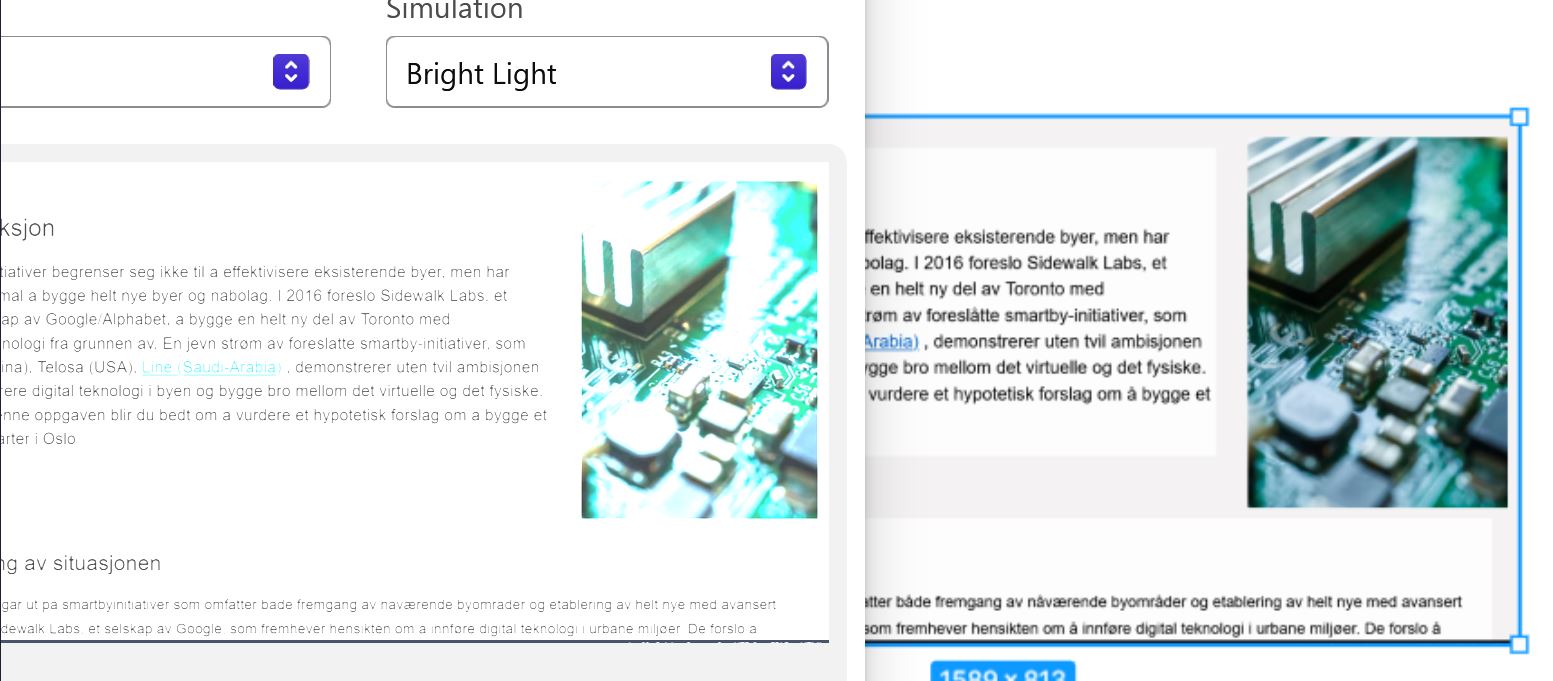 Simulation
Bright Light
ksjon
tiativer begrenser seg ikke til a effektivisere eksisterende byer, men har
mal a bygge helt nye byer og nabolag. I 2016 foreslo Sidewalk Labs. et
ap av Google/Alphabet, a bygge en helt ny del av Toronto med
nologi fra grunnen av. En jevn strøm av foreslatte smartby-initiativer, som
ina), Telosa (USA), Line (Saudi-Arabia) , demonstrerer uten tvil ambisjonen
rere digital teknologi i byen og bygge bro mellom det virtuelle og det fysiske.
enne oppgaven blir du bedt om a vurdere et hypotetisk forslag om a bygge et
arter i Oslo
ng av situasjonen
gar ut pa smartbyinitiativer som omfatter bade fremgang av naværende byomrader og etablering av helt nye med avansert
dewalk Labs. et selskap av Google. som fremhever hensikten om a innføre digital teknologi i urbane miljøer. De forslo a
ffektivisere eksisterende byer, men har
bolag. I 2016 foreslo Sidewalk Labs, et
en helt ny del av Toronto med
trøm av foreslåtte smartby-initiativer, som
Arabia) , demonstrerer uten tvil ambisjonen
ygge bro mellom det virtuelle og det fysiske.
vurdere et hypotetisk forslag om å bygge et
atter både fremgang av nåværende byområder og etablering av helt nye med avansert
som fremhever hensikten om å innføre digital teknologi i urbane miljøer. De forslo å
1589 × 813